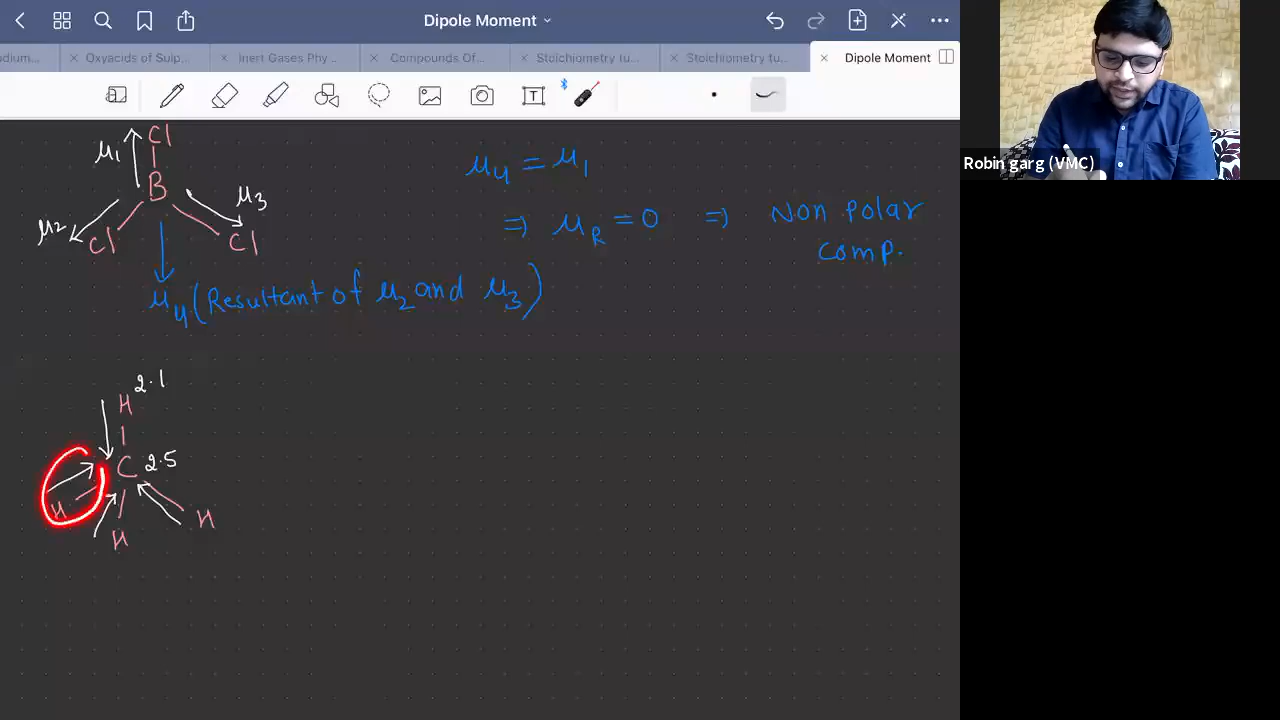 Dipole Moment
odium...
Oxyacids of Sulp...
Inert Gases Phy...
Compounds Of...
Stoichiometry tu...
Stoichiometry tu...
Dipole Moment
T
Robin garg (VMC)
μ1
Cl
B
μ2
μ3
Cl
Cl
μ4 (Resultant of μ2 and μ3)
μ4 = μ1
⇒ μR = 0 ⇒ Non polar
comp.
H 2.1
C 2.5
H
H
H